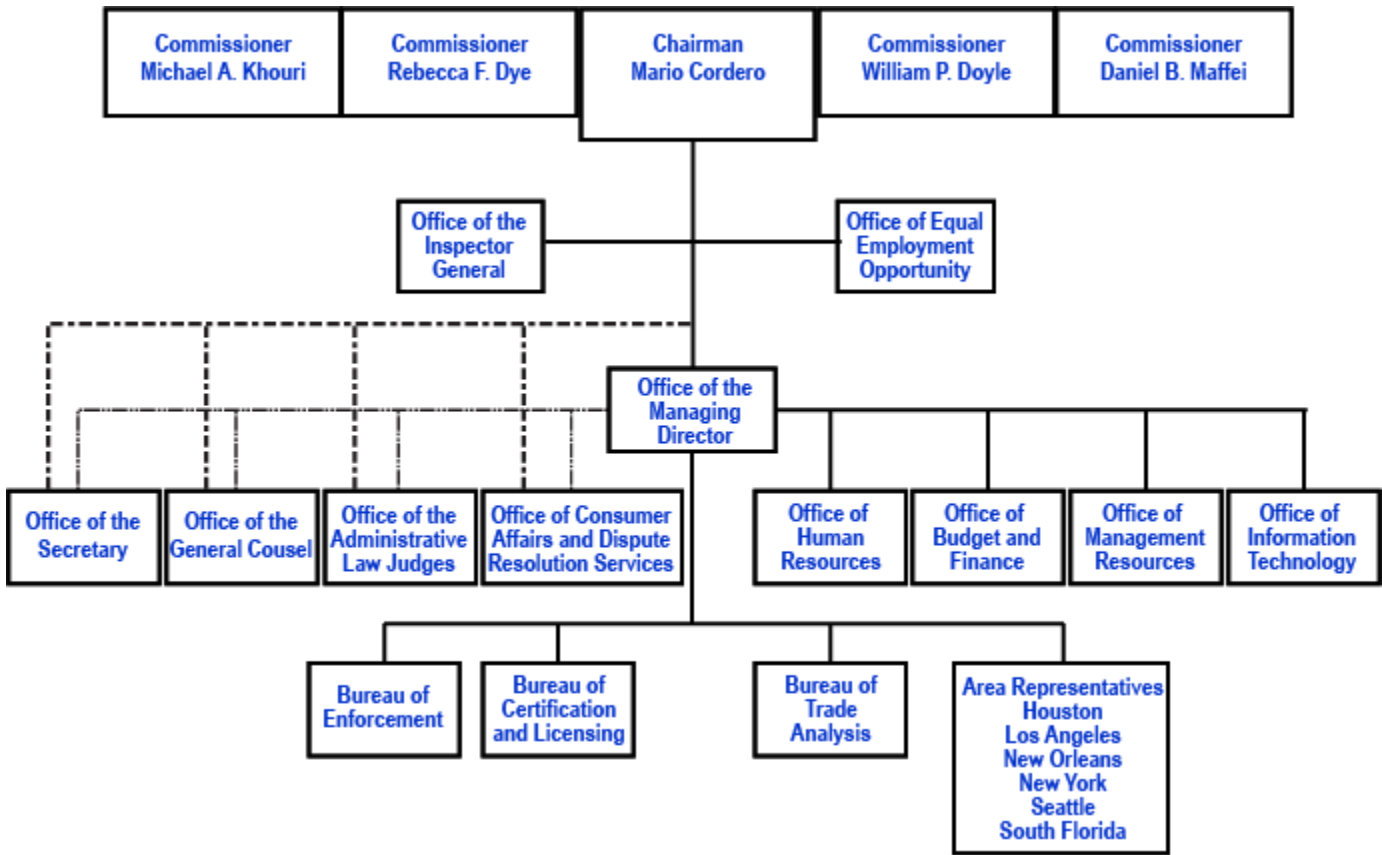 Commissioner
Michael A. Khouri
Commissioner
Rebecca F. Dye
Chairman
Mario Cordero
Commissioner
William P. Doyle
Commissioner
Daniel B. Maffei
Office of the
Inspector
General
Office of Equal
Employment
Opportunity
Office of the
Managing
Director
Office of the
Secretary
Office of the
General Cousel
Office of the
Administrative
Law Judges
Office of Consumer
Affairs and Dispute
Resolution Services
Office of
Human
Resources
Office of
Budget and
Finance
Office of
Management
Resources
Office of
Information
Technology
Bureau of
Enforcement
Bureau of
Certification
and Licensing
Bureau of
Trade
Analysis
Area Representatives
Houston
Los Angeles
New Orleans
New York
Seattle
South Florida